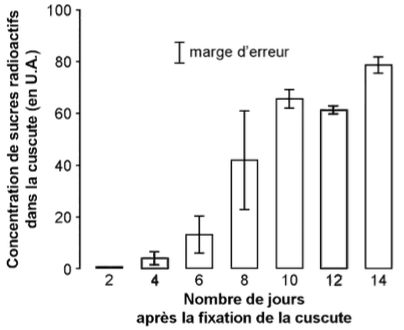 Concentration de sucres radioactifs
dans la cuscute (en U.A.)
100
80
60
40
20
0
marge d'erreur
2 4 6 8 10 12 14
Nombre de jours
après la fixation de la cuscute